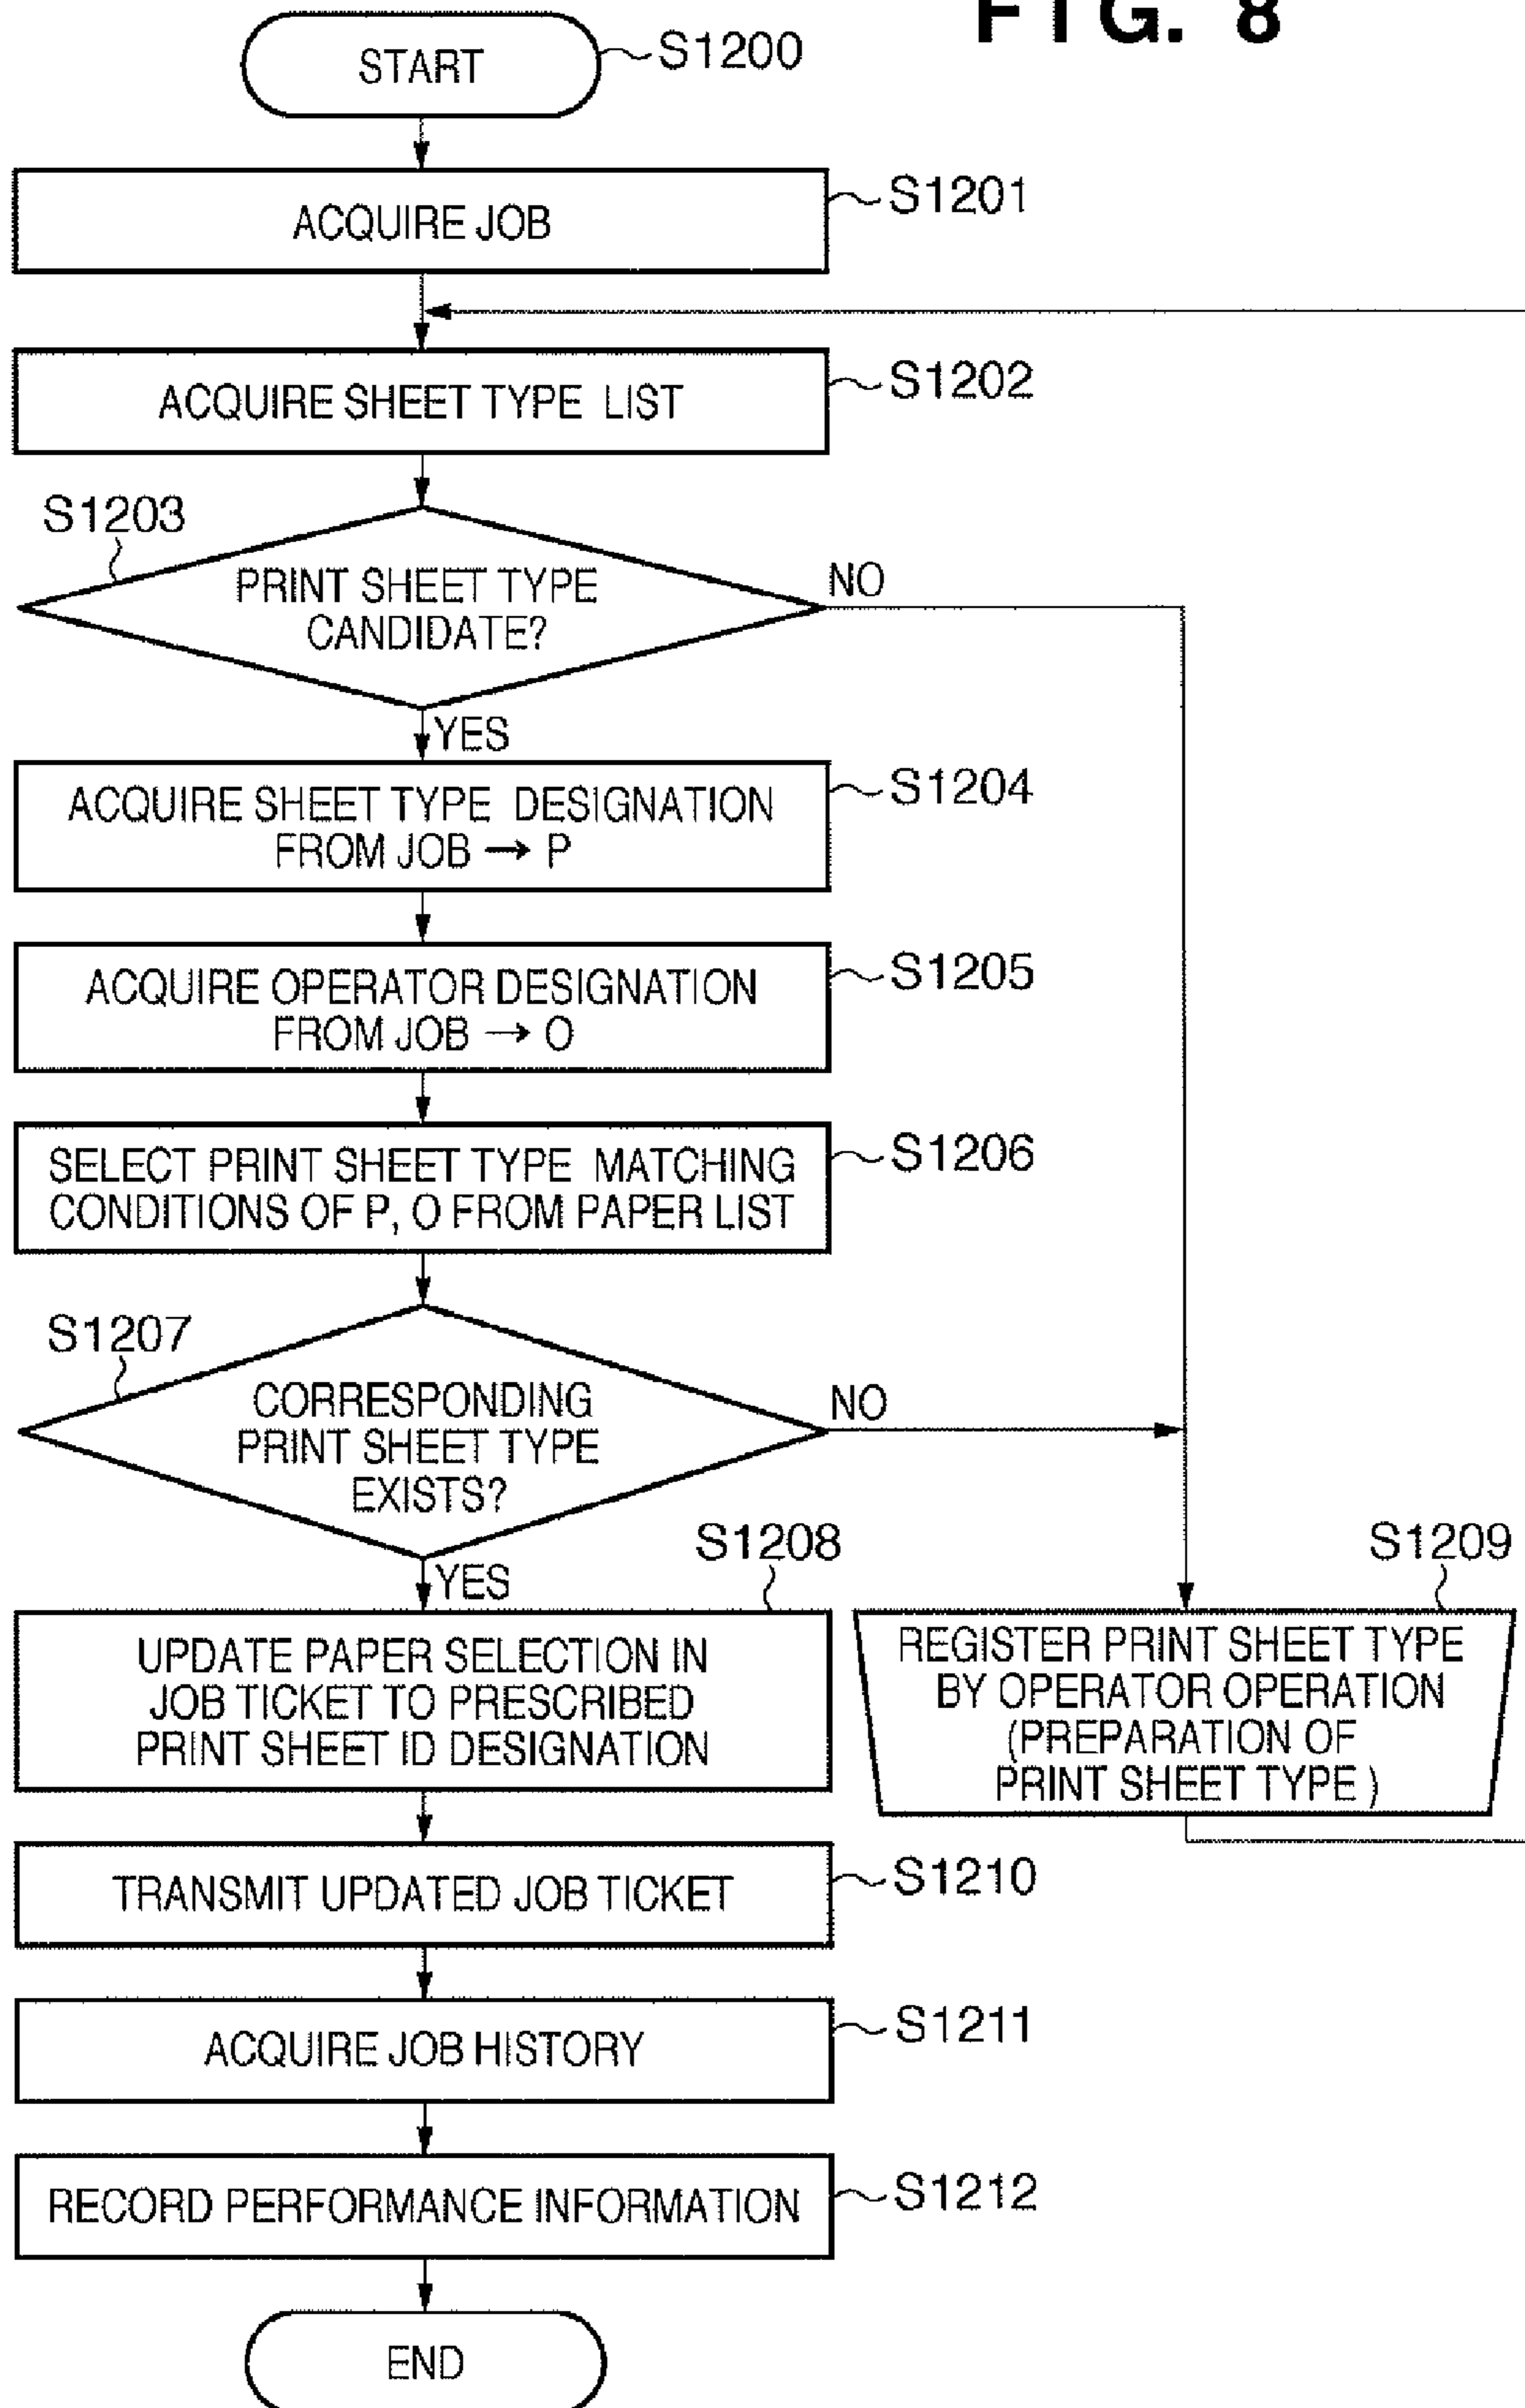 FIG. 8
START
S1200
ACQUIRE JOB
S1201
ACQUIRE SHEET TYPE LIST
S1202
S1203
PRINT SHEET TYPE
CANDIDATE?
NO
YES
ACQUIRE SHEET TYPE DESIGNATION
FROM JOB → P
S1204
ACQUIRE OPERATOR DESIGNATION
FROM JOB → O
S1205
SELECT PRINT SHEET TYPE MATCHING
CONDITIONS OF P, O FROM PAPER LIST
S1206
S1207
CORRESPONDING
PRINT SHEET TYPE
EXISTS?
NO
YES
S1208
UPDATE PAPER SELECTION IN
JOB TICKET TO PRESCRIBED
PRINT SHEET ID DESIGNATION
S1209
REGISTER PRINT SHEET TYPE
BY OPERATOR OPERATION
(PREPARATION OF
PRINT SHEET TYPE )
TRANSMIT UPDATED JOB TICKET
S1210
ACQUIRE JOB HISTORY
S1211
RECORD PERFORMANCE INFORMATION
S1212
END